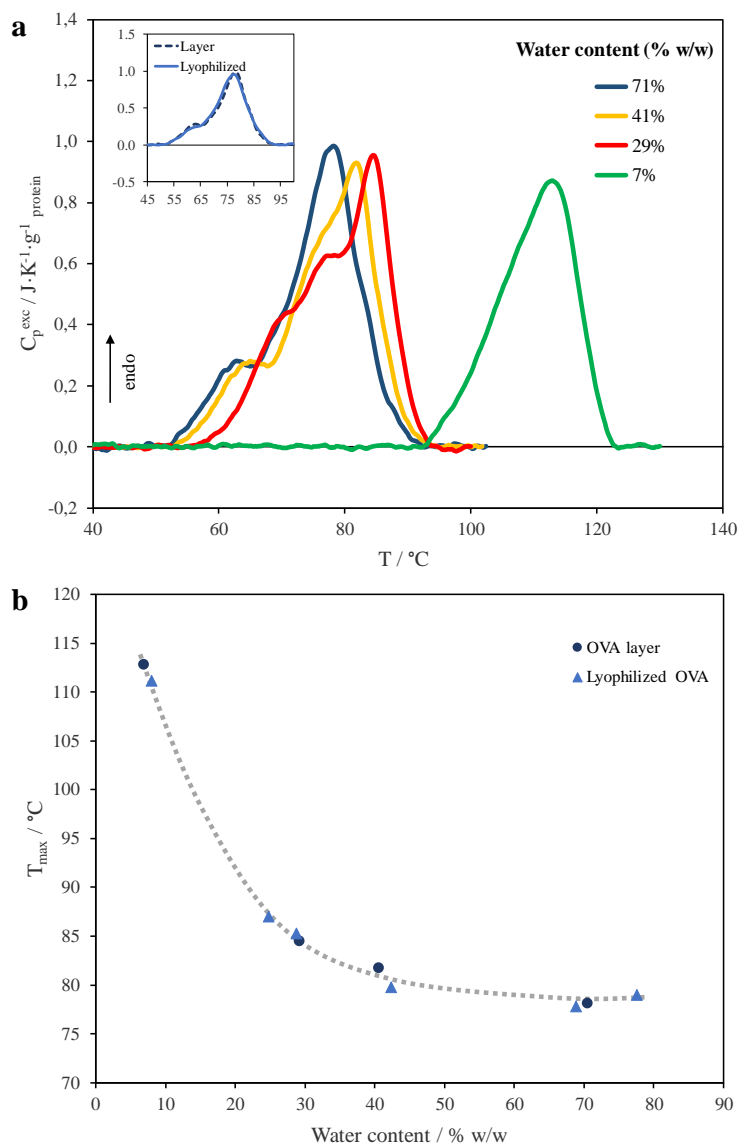 a
1,4
1,2
1,0
0,8
0,6
0,4
0,2
0,0
-0,2
C_p^exc / J·K^-1·g^-1 protein
endo
40 60 80 100 120 140
T / °C
1.5
1.0
0.5
0.0
-0.5
45 55 65 75 85 95
Layer
Lyophilized
Water content (% w/w)
71%
41%
29%
7%
b
120
115
110
105
100
95
90
85
80
75
70
T_max / °C
OVA layer
Lyophilized OVA
0 10 20 30 40 50 60 70 80 90
Water content / % w/w